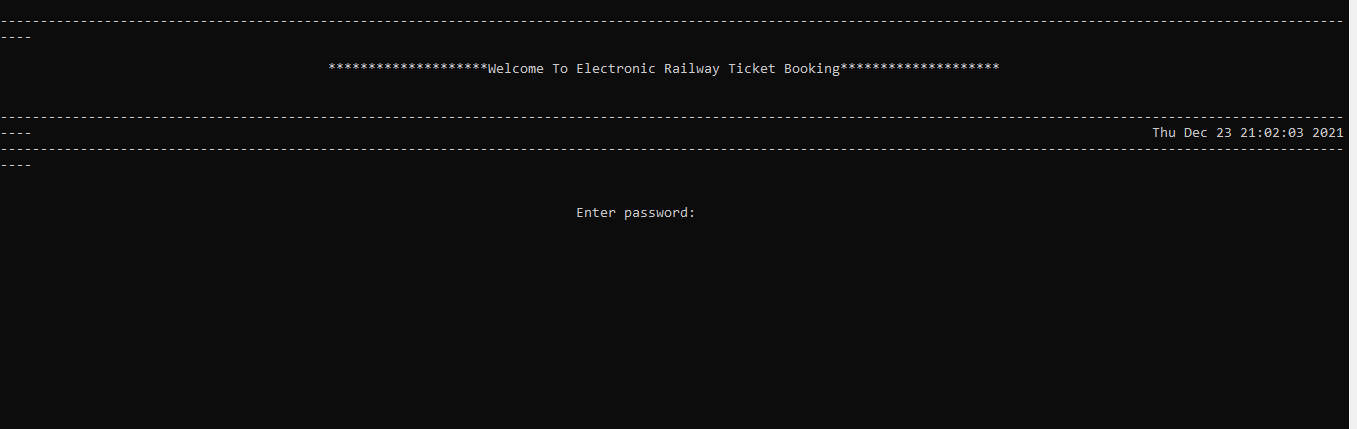 ------------------------------------------------------------------------------------------------------------------------------------------------------------------------
----
********************Welcome To Electronic Railway Ticket Booking********************
------------------------------------------------------------------------------------------------------------------------------------------------------------------------
---- Thu Dec 23 21:02:03 2021
------------------------------------------------------------------------------------------------------------------------------------------------------------------------
----
Enter password: